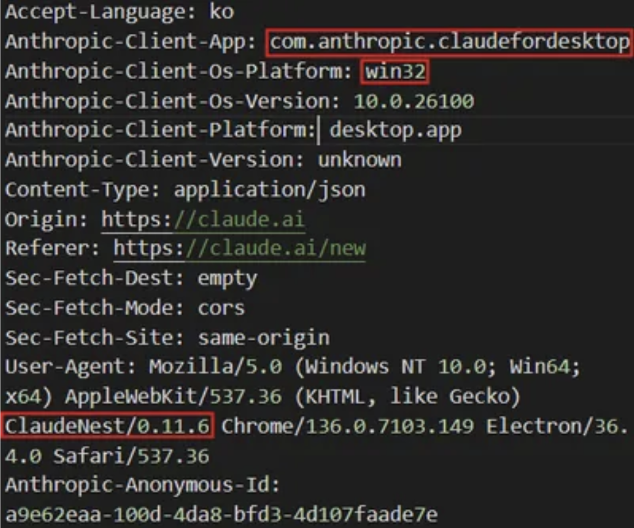 Accept-Language: ko
Anthropic-Client-App: com.anthropic.claudefordesktop
Anthropic-Client-Os-Platform: win32
Anthropic-Client-Os-Version: 10.0.26100
Anthropic-Client-Platform: desktop.app
Anthropic-Client-Version: unknown
Content-Type: application/json
Origin: https://claude.ai
Referer: https://claude.ai/new
Sec-Fetch-Dest: empty
Sec-Fetch-Mode: cors
Sec-Fetch-Site: same-origin
User-Agent: Mozilla/5.0 (Windows NT 10.0; Win64;
x64) AppleWebKit/537.36 (KHTML, like Gecko)
ClaudeNest/0.11.6 Chrome/136.0.7103.149 Electron/36.
4.0 Safari/537.36
Anthropic-Anonymous-Id:
a9e62eaa-100d-4da8-bfd3-4d107faade7e